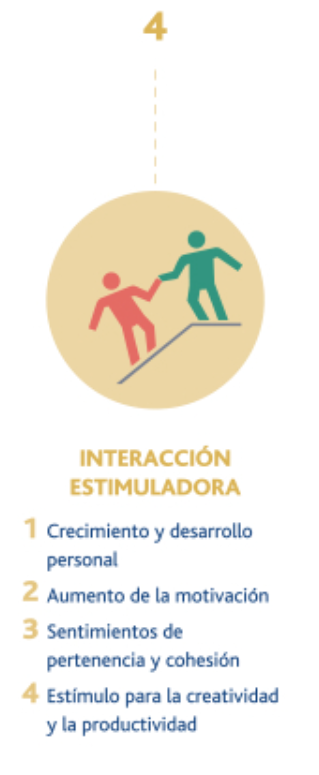 4
INTERACCIÓN
ESTIMULADORA
1 Crecimiento y desarrollo
personal
2 Aumento de la motivación
3 Sentimientos de
pertenencia y cohesión
4 Estímulo para la creatividad
y la productividad